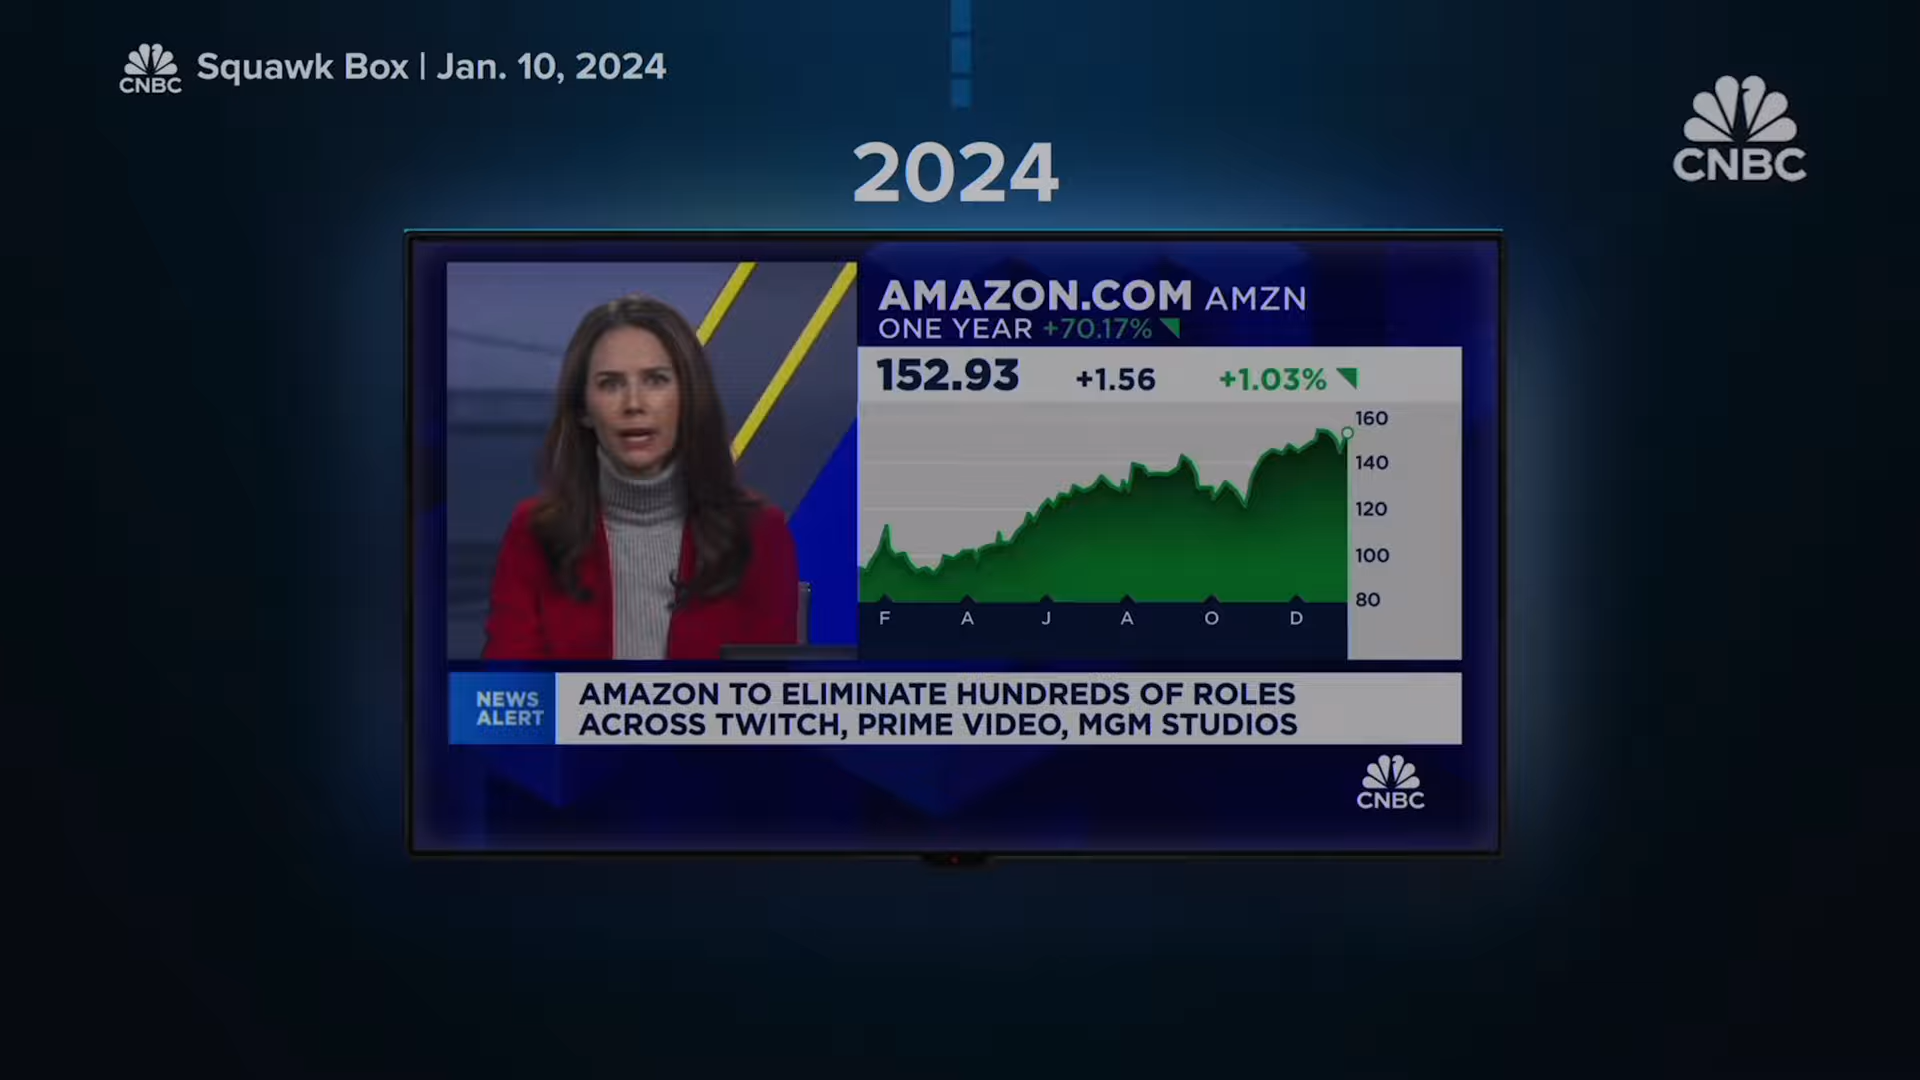 CNBC
Squawk Box | Jan. 10, 2024
CNBC
2024
AMAZON.COM AMZN
ONE YEAR +70.17%
152.93 +1.56 +1.03%
160
140
120
100
80
F A J A O D
NEWS ALERT
AMAZON TO ELIMINATE HUNDREDS OF ROLES
ACROSS TWITCH, PRIME VIDEO, MGM STUDIOS
CNBC